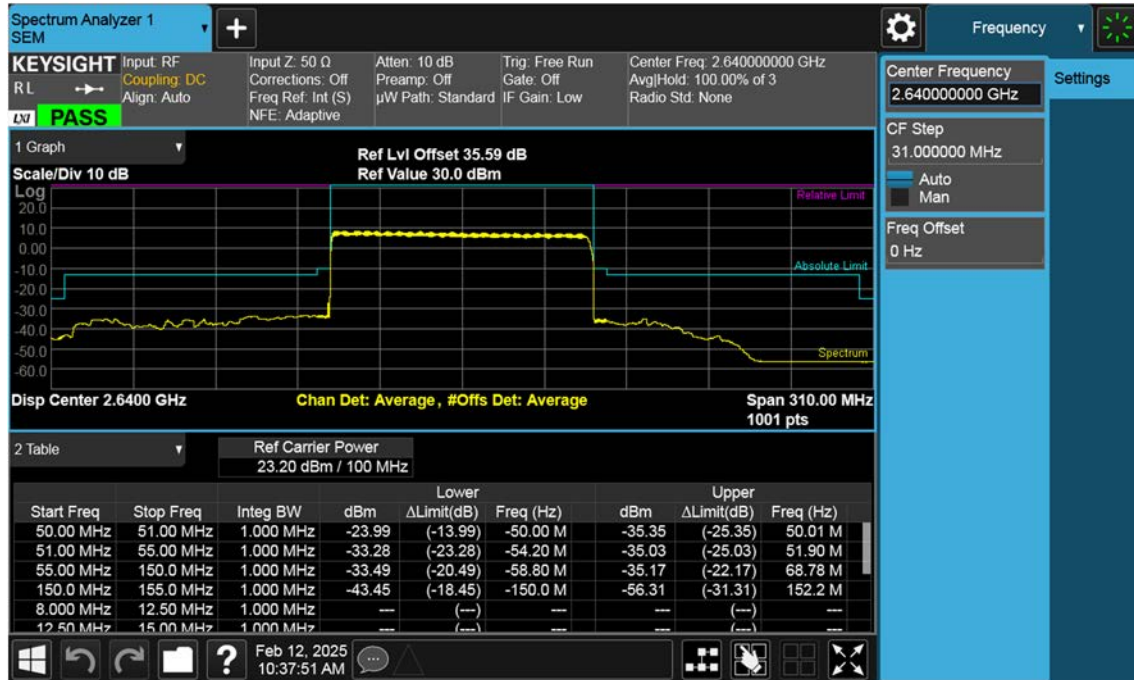 Spectrum Analyzer 1
SEM
Frequency
KEYSIGHT
RL
LXI PASS
Input: RF
Coupling: DC
Align: Auto
Input Z: 50 Ω
Corrections: Off
Freq Ref: Int (S)
NFE: Adaptive
Atten: 10 dB
Preamp: Off
µW Path: Standard
Trig: Free Run
Gate: Off
IF Gain: Low
Center Freq: 2.640000000 GHz
Avg|Hold: 100.00% of 3
Radio Std: None
Center Frequency
2.640000000 GHz
Settings
CF Step
31.000000 MHz
Auto
Man
Freq Offset
0 Hz
1 Graph
Scale/Div 10 dB
Ref Lvl Offset 35.59 dB
Ref Value 30.0 dBm
Log
20.0
10.0
0.00
-10.0
-20.0
-30.0
-40.0
-50.0
-60.0
Relative Limit
Absolute Limit
Spectrum
Disp Center 2.6400 GHz
Chan Det: Average, #Offs Det: Average
Span 310.00 MHz
1001 pts
2 Table
Ref Carrier Power
23.20 dBm / 100 MHz
Lower Upper
Start Freq Stop Freq Integ BW dBm ΔLimit(dB) Freq (Hz) dBm ΔLimit(dB) Freq (Hz)
50.00 MHz 51.00 MHz 1.000 MHz -23.99 (-13.99) -50.00 M -35.35 (-25.35) 50.01 M
51.00 MHz 55.00 MHz 1.000 MHz -33.28 (-23.28) -54.20 M -35.03 (-25.03) 51.90 M
55.00 MHz 150.0 MHz 1.000 MHz -33.49 (-20.49) -58.80 M -35.17 (-22.17) 68.78 M
150.0 MHz 155.0 MHz 1.000 MHz -43.45 (-18.45) -150.0 M -56.31 (-31.31) 152.2 M
8.000 MHz 12.50 MHz 1.000 MHz --- (---) --- --- (---) ---
12.50 MHz 15.00 MHz 1.000 MHz --- (---) --- --- (---) ---
Feb 12, 2025
10:37:51 AM